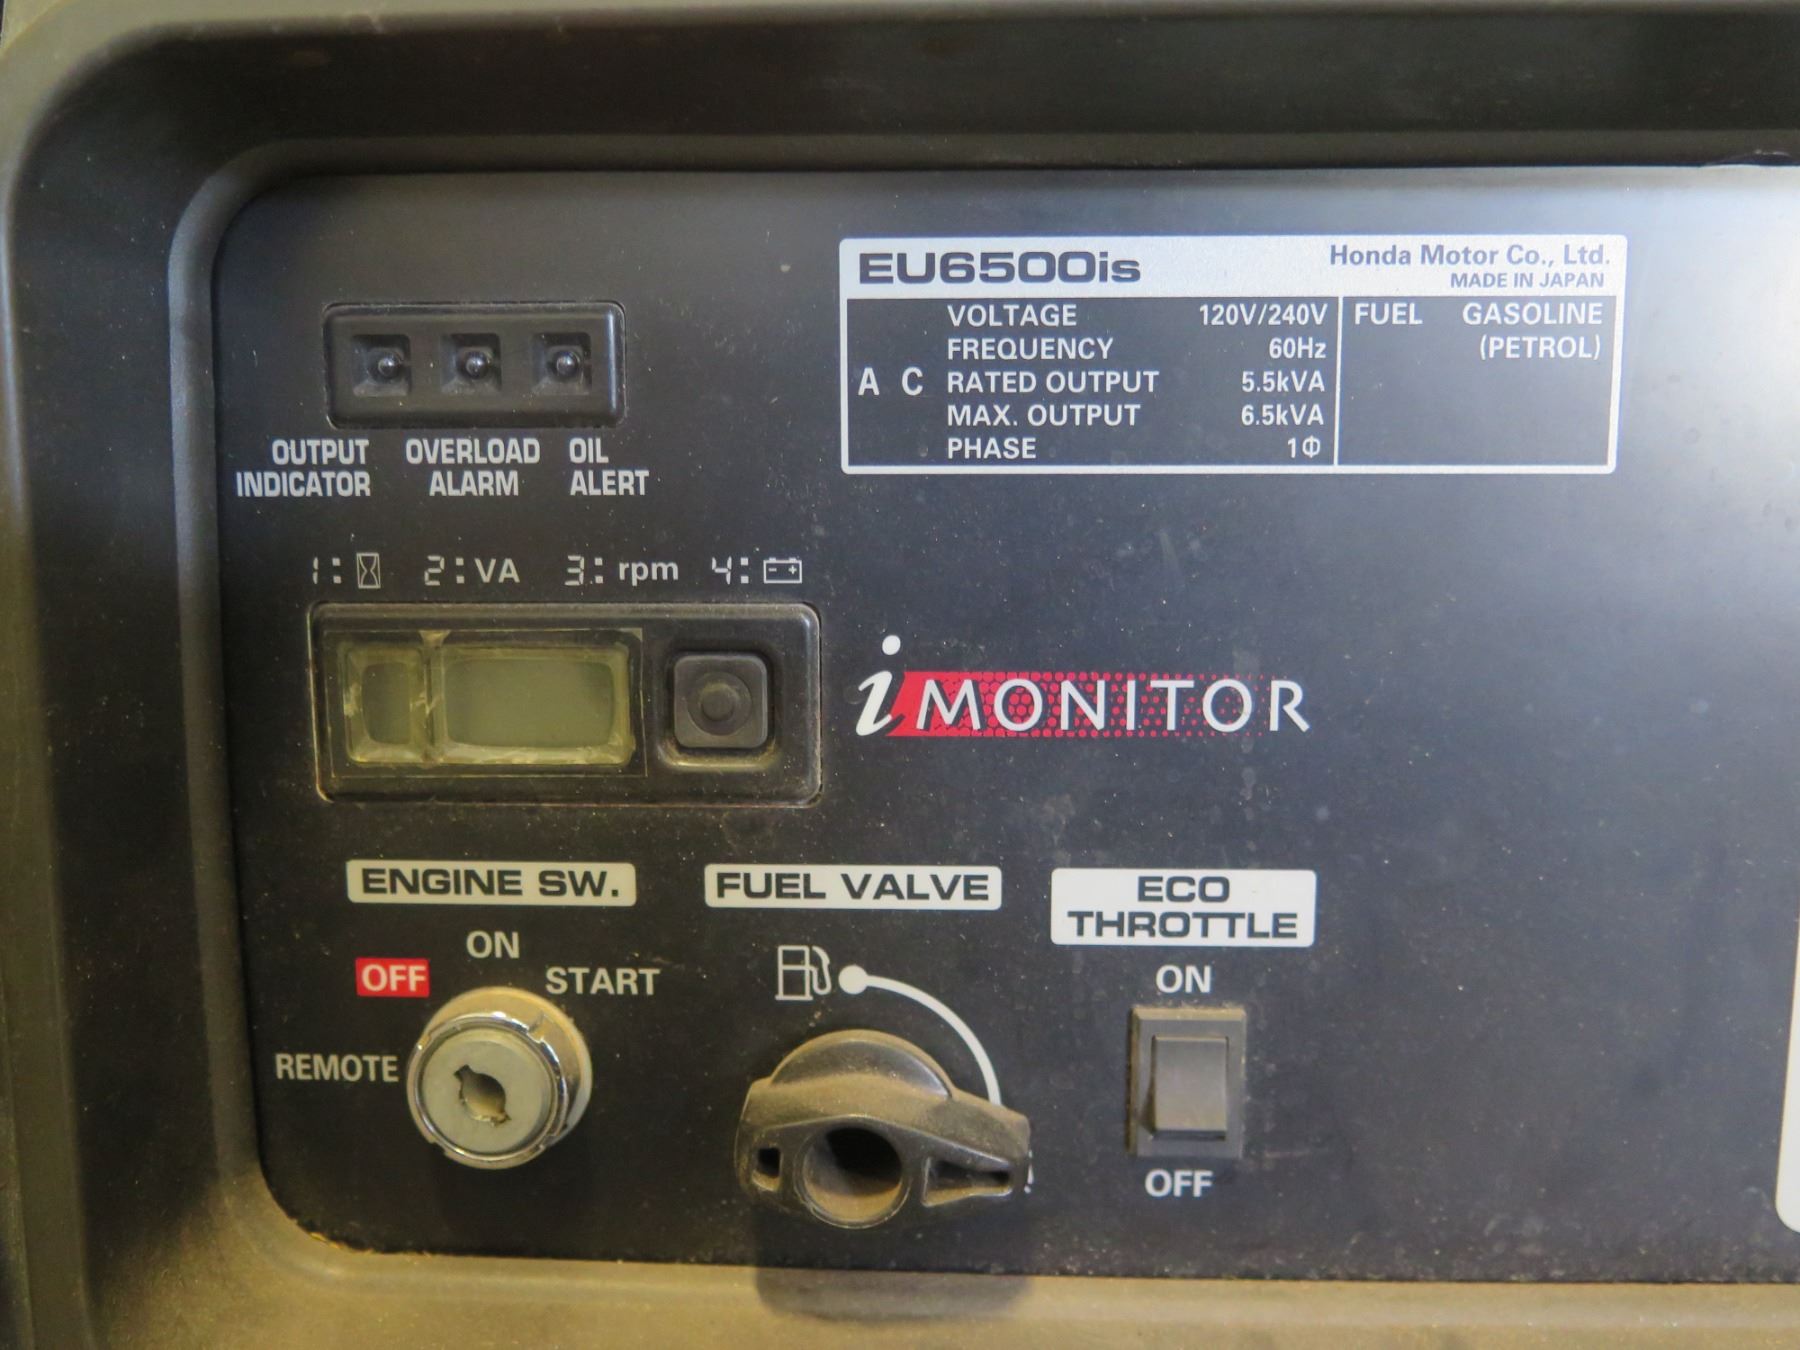 EU6500is Honda Motor Co., Ltd.
MADE IN JAPAN
VOLTAGE 120V/240V FUEL GASOLINE
FREQUENCY 60Hz (PETROL)
AC RATED OUTPUT 5.5kVA
MAX. OUTPUT 6.5kVA
PHASE 1Φ
OUTPUT INDICATOR
OVERLOAD ALARM
OIL ALERT
1: 2:VA 3:rpm 4:
i MONITOR
ENGINE SW.
ON
OFF START
REMOTE
FUEL VALVE
ECO
THROTTLE
ON
OFF